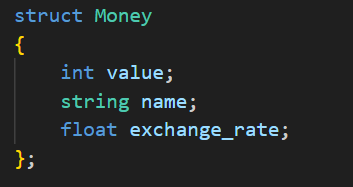 struct Money
{
    int value;
    string name;
    float exchange_rate;
};